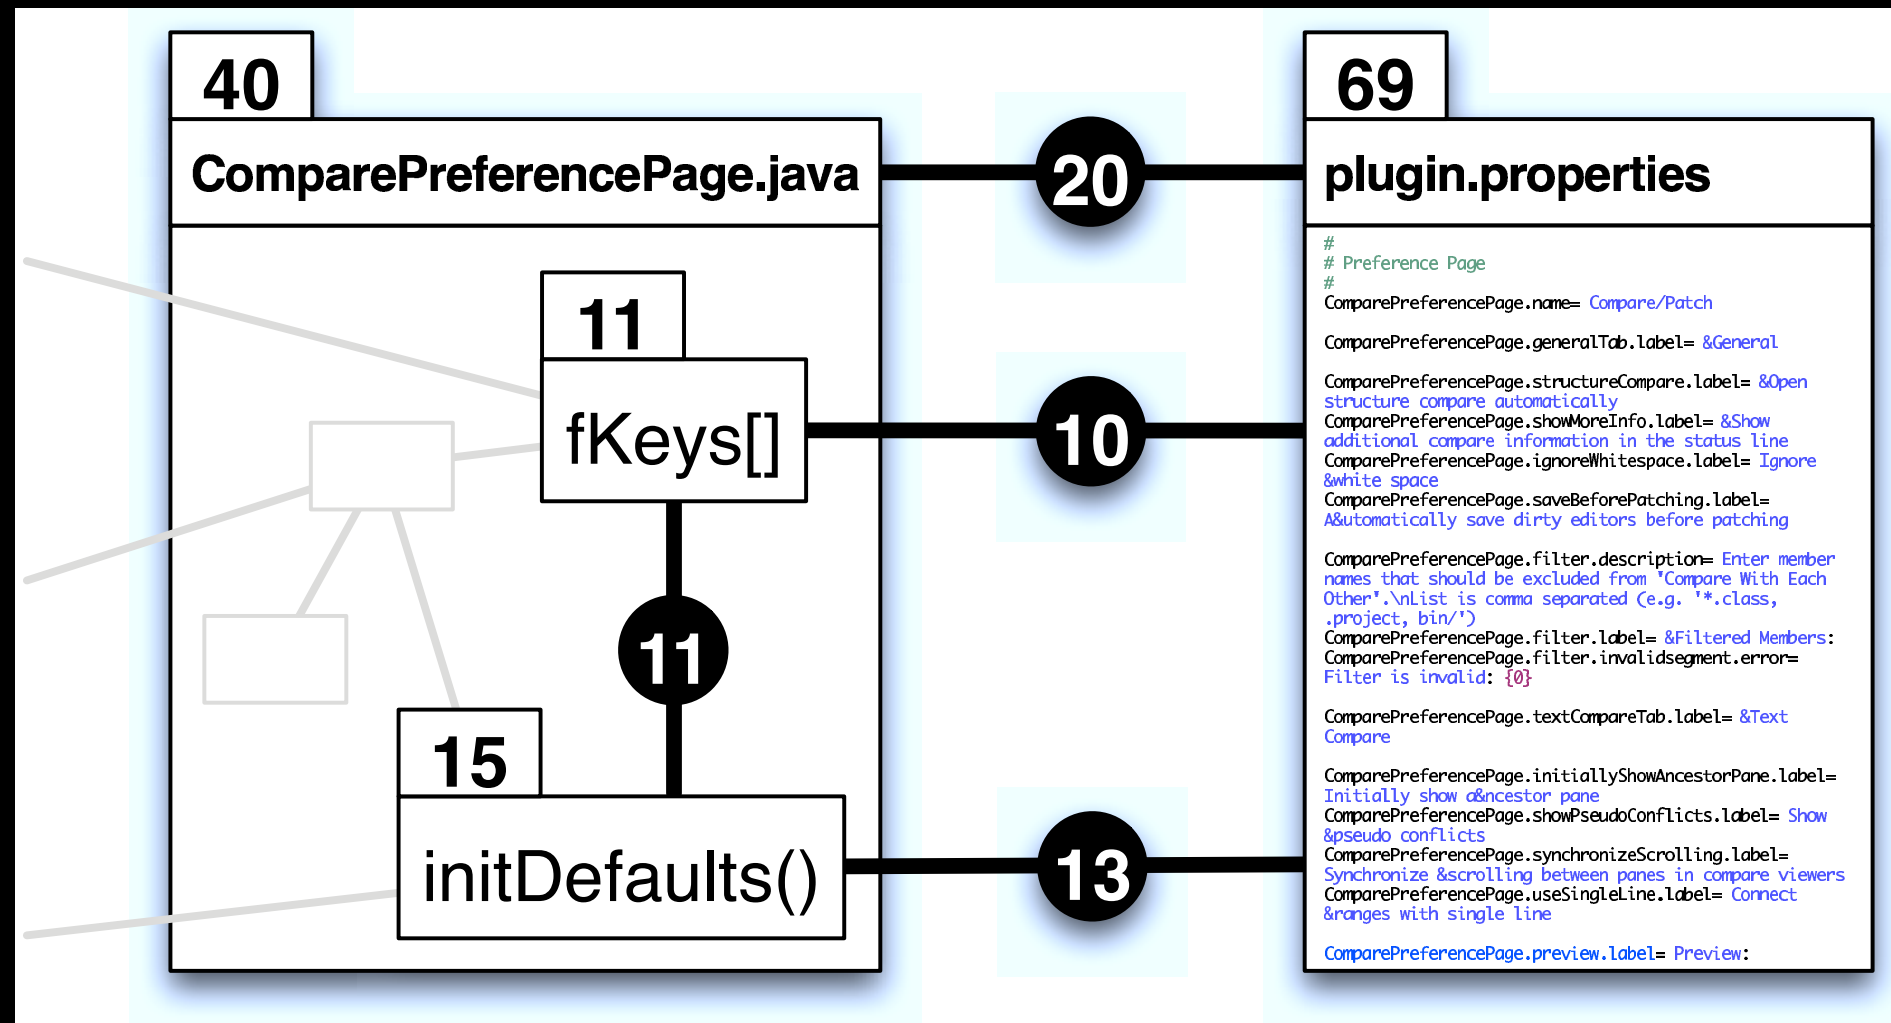 40
ComparePreferencePage.java
11
fKeys[]
11
15
initDefaults()
20
10
13
69
plugin.properties
#
# Preference Page
#
ComparePreferencePage.name= Compare/Patch
ComparePreferencePage.generalTab.label= &General
ComparePreferencePage.structureCompare.label= &Open
structure compare automatically
ComparePreferencePage.showMoreInfo.label= &Show
additional compare information in the status line
ComparePreferencePage.ignoreWhitespace.label= Ignore
&white space
ComparePreferencePage.saveBeforePatching.label=
A&utomatically save dirty editors before patching
ComparePreferencePage.filter.description= Enter member
names that should be excluded from 'Compare With Each
Other'.\nList is comma separated (e.g. '*.class,
.project, bin/')
ComparePreferencePage.filter.label= &Filtered Members:
ComparePreferencePage.filter.invalidsegment.error=
Filter is invalid: {0}
ComparePreferencePage.textCompareTab.label= &Text
Compare
ComparePreferencePage.initiallyShowAncestorPane.label=
Initially show a&ncestor pane
ComparePreferencePage.showPseudoConflicts.label= Show
&pseudo conflicts
ComparePreferencePage.synchronizeScrolling.label=
Synchronize &scrolling between panes in compare viewers
ComparePreferencePage.useSingleLine.label= Connect
&ranges with single line
ComparePreferencePage.preview.label= Preview: